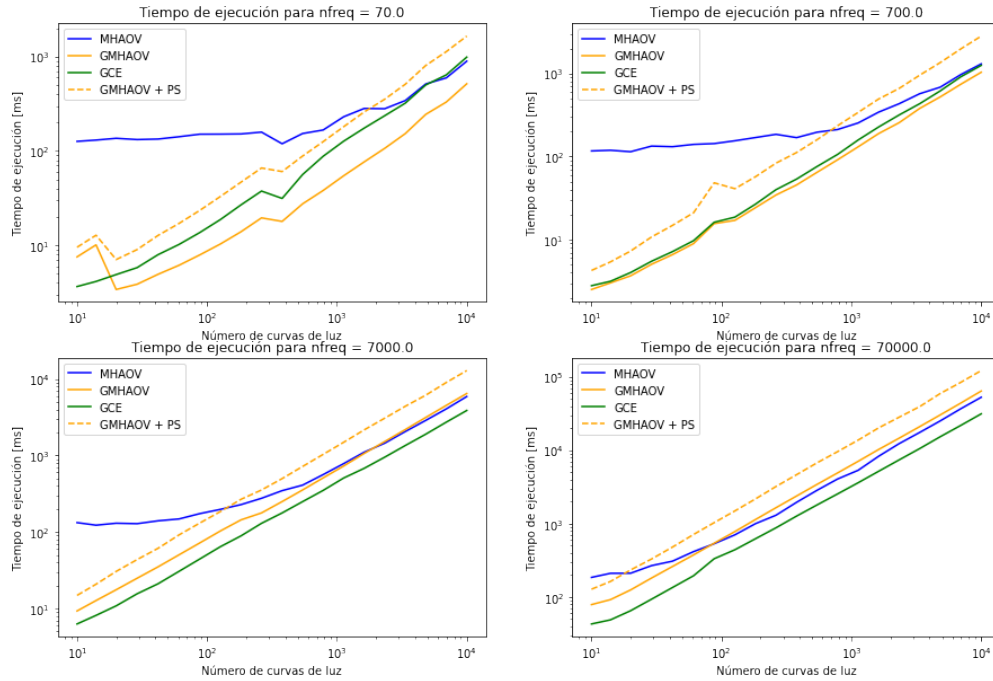 Tiempo de ejecución para nfreq = 70.0
Tiempo de ejecución [ms]
10³
10²
10¹
MHAOV
GMHAOV
GCE
GMHAOV + PS
10¹ 10² 10³ 10⁴
Número de curvas de luz
Tiempo de ejecución para nfreq = 700.0
Tiempo de ejecución [ms]
10³
10²
10¹
MHAOV
GMHAOV
GCE
GMHAOV + PS
10¹ 10² 10³ 10⁴
Número de curvas de luz
Tiempo de ejecución para nfreq = 7000.0
Tiempo de ejecución [ms]
10⁴
10³
10²
10¹
MHAOV
GMHAOV
GCE
GMHAOV + PS
10¹ 10² 10³ 10⁴
Número de curvas de luz
Tiempo de ejecución para nfreq = 70000.0
Tiempo de ejecución [ms]
10⁵
10⁴
10³
10²
MHAOV
GMHAOV
GCE
GMHAOV + PS
10¹ 10² 10³ 10⁴
Número de curvas de luz